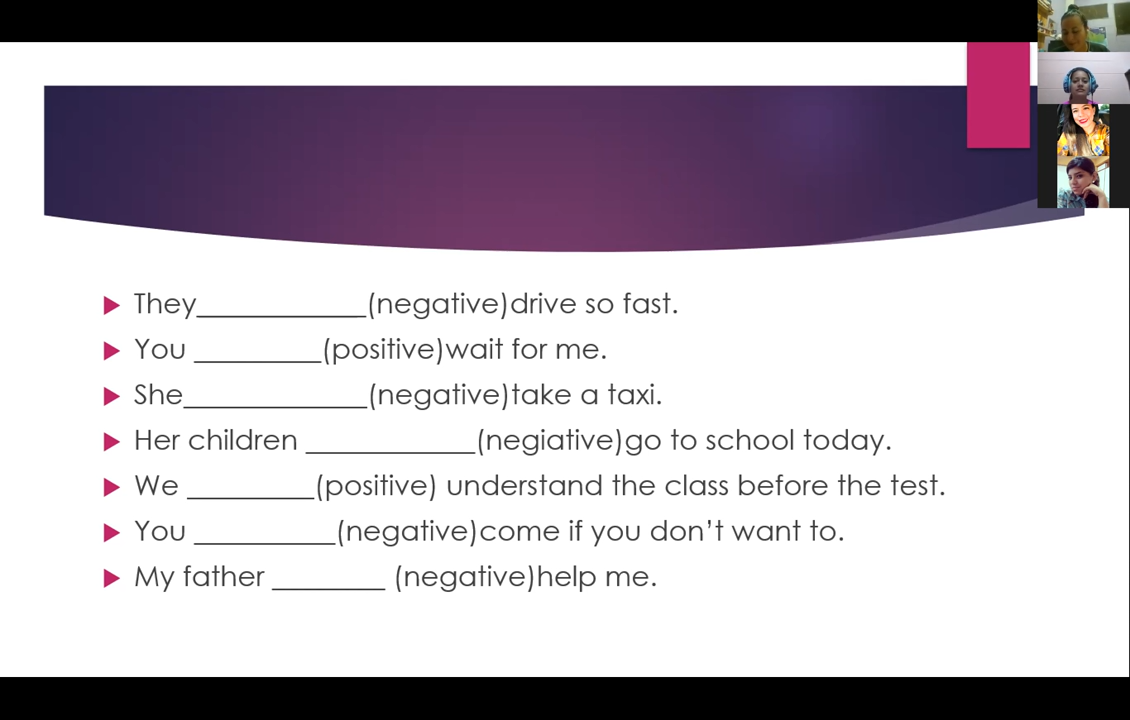 They____________(negative)drive so fast.
You _________(positive)wait for me.
She_____________(negative)take a taxi.
Her children ____________(negiative)go to school today.
We _________(positive) understand the class before the test.
You __________(negative)come if you don’t want to.
My father ________ (negative)help me.